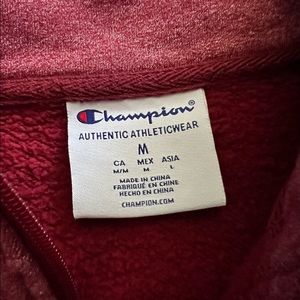 Champion®
AUTHENTIC ATHLETICWEAR
M
CA MEX ASIA
M/M M L
MADE IN CHINA
FABRIQUÉ EN CHINE
HECHO EN CHINA
CHAMPION.COM